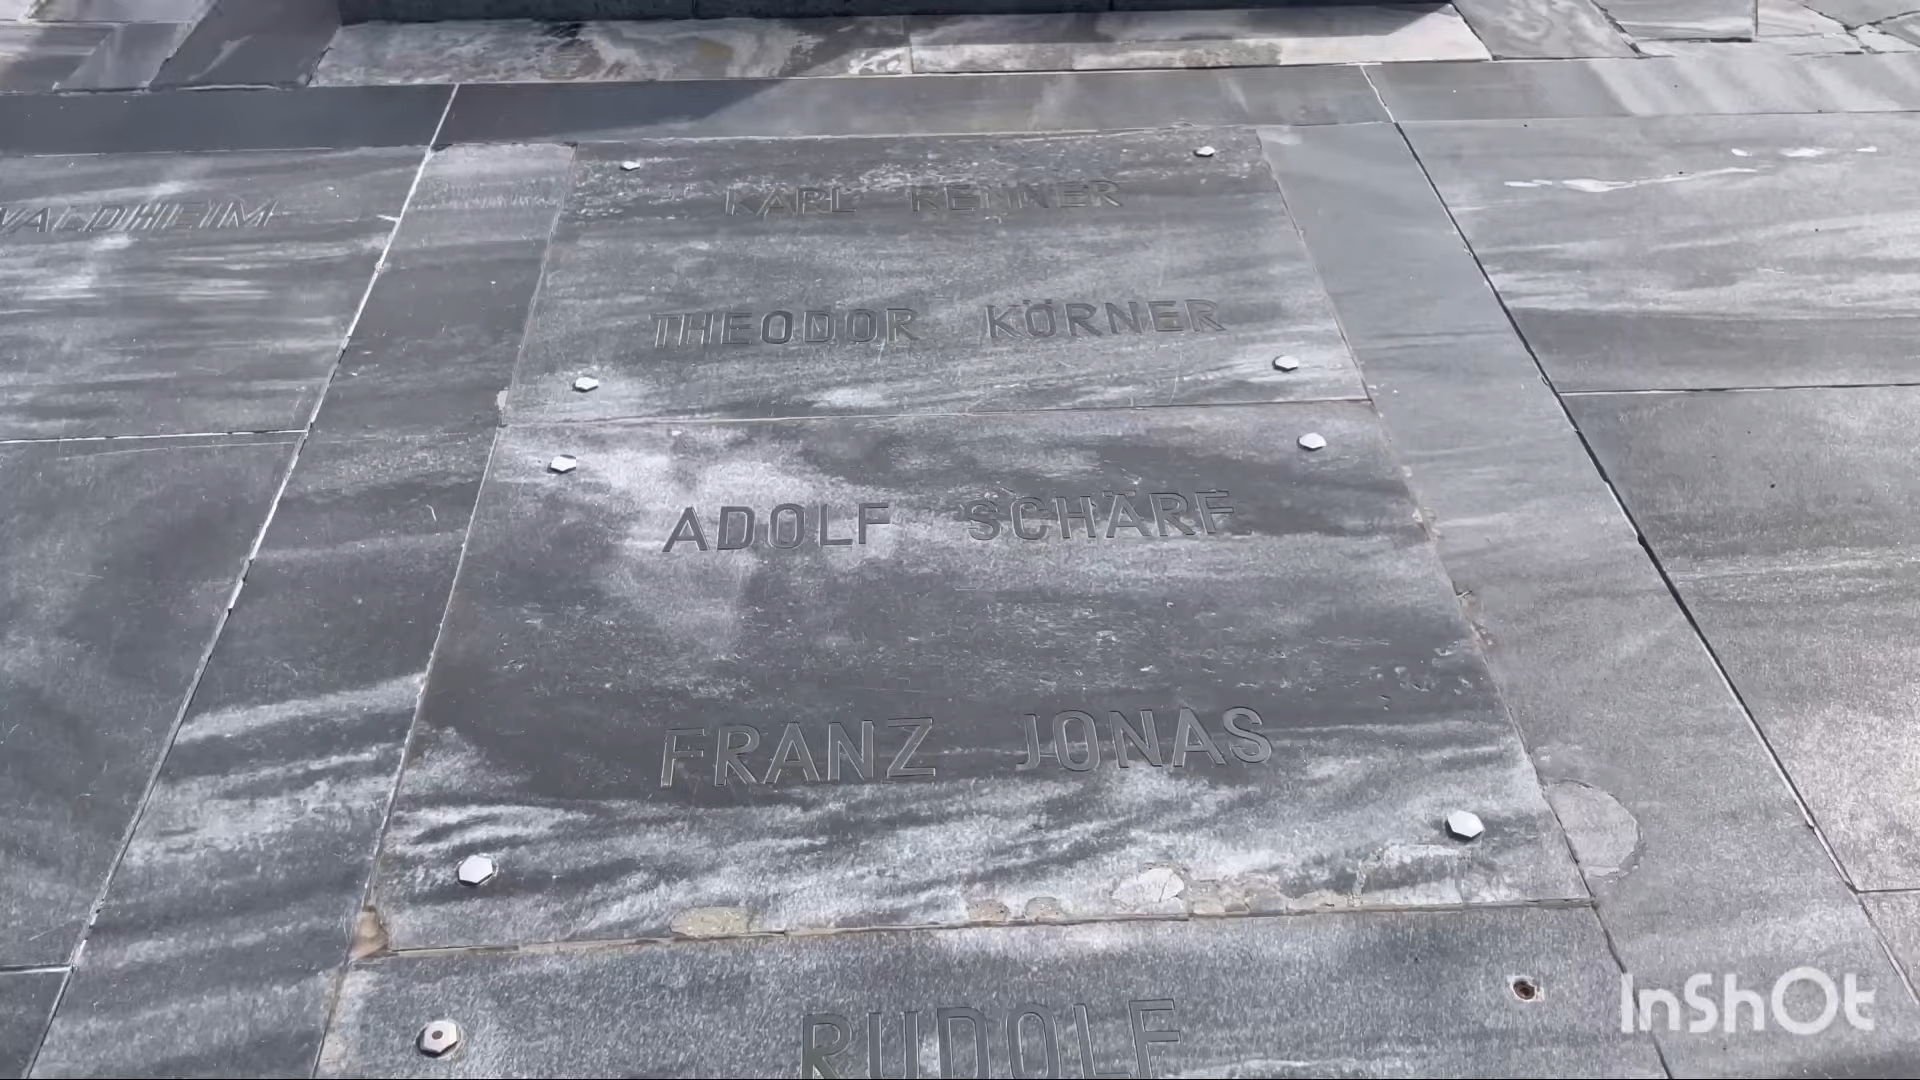 WALDHEIM
KARL RENNER
THEODOR KÖRNER
ADOLF SCHÄRF
FRANZ JONAS
RUDOLF
InShOt